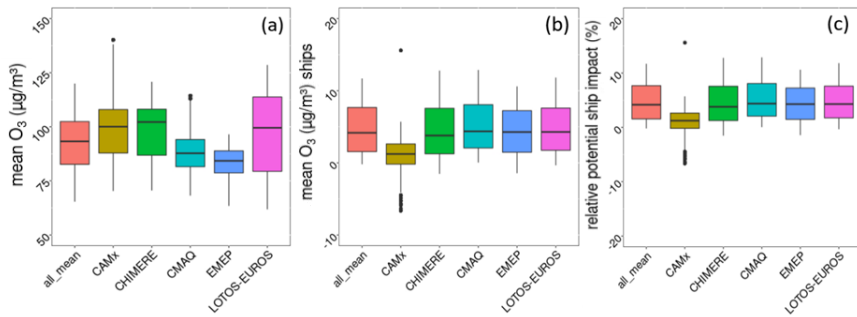 (a)
mean O₃ (µg/m³)
150
125
100
75
50
all_mean
CAMx
CHIMERE
CMAQ
EMEP
LOTOS-EUROS
(b)
mean O₃ (µg/m³) ships
20
10
0
-10
all_mean
CAMx
CHIMERE
CMAQ
EMEP
LOTOS-EUROS
(c)
relative potential ship impact (%)
20
10
0
-10
-20
all_mean
CAMx
CHIMERE
CMAQ
EMEP
LOTOS-EUROS